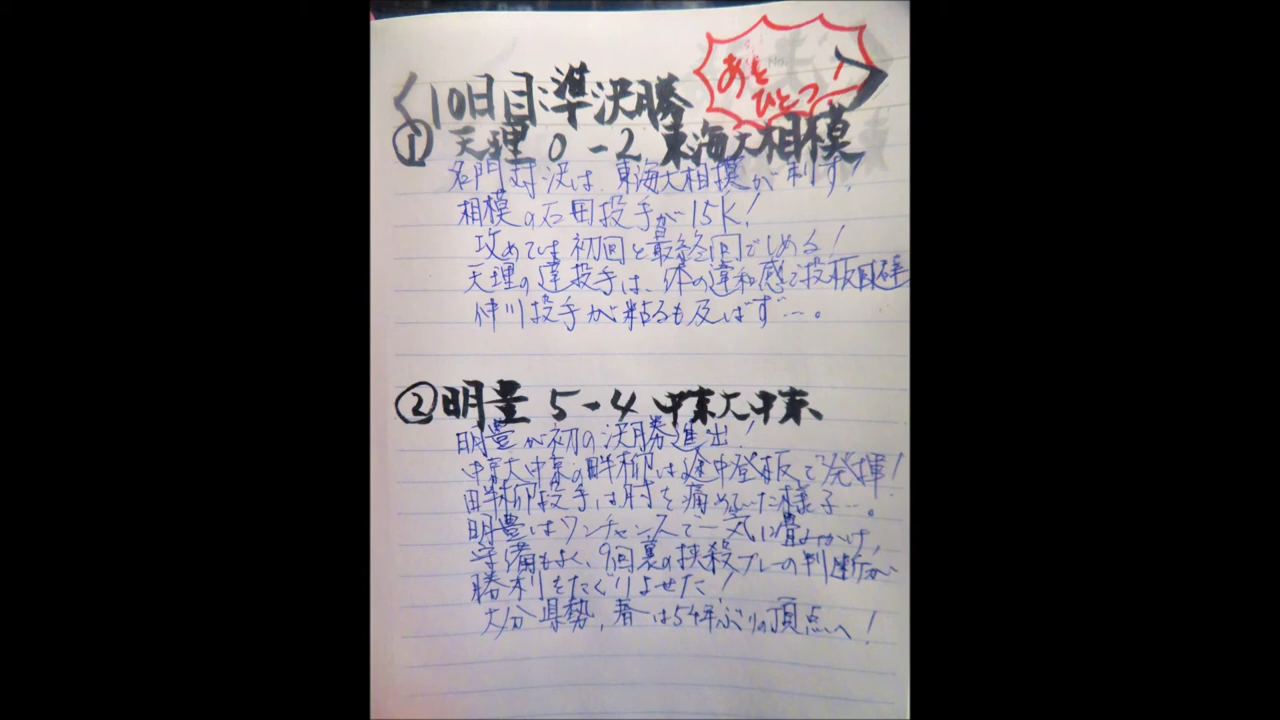 〈10日目準決勝
あと
ひとつ!
〉
① 天理 0-2 東海大相模
名門対決は、東海大相模が制す!
相模の石田投手が15K!
攻めては初回と最終回でしめる!
天理の達投手は、体の違和感で投板回避
仲川投手が粘るも及ばず…。
② 明豊 5-4 中京大中京
明豊が初の決勝進出!
中京大中京の畔柳は途中登板で発揮!
畔柳投手は肘を痛めていた様子…。
明豊はワンチャンスで一気に畳みかけ、
守備もよく、9回裏の挟殺プレーの判断が
勝利をたぐりよせた!
大分県勢、春は54年ぶりの頂点へ!